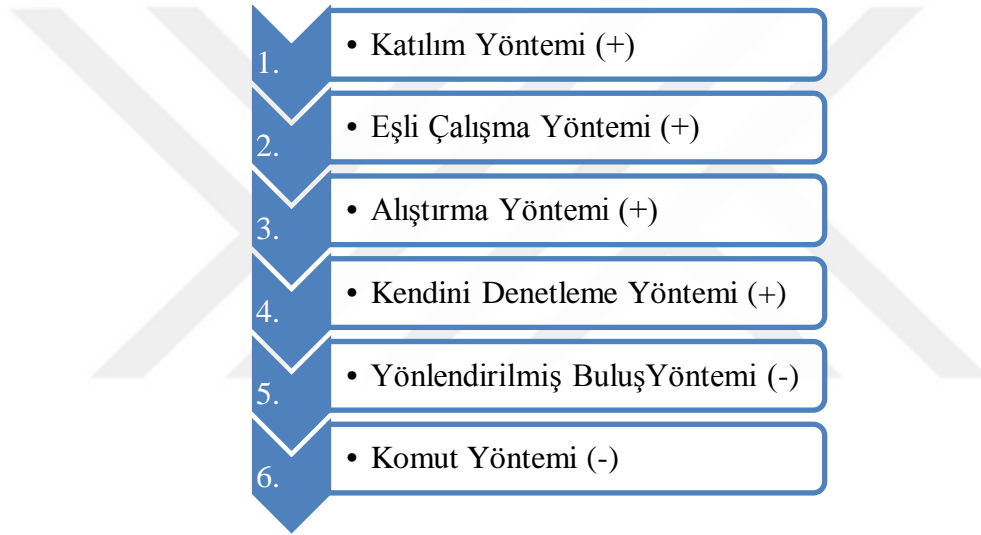 1. • Katılım Yöntemi (+)
2. • Eşli Çalışma Yöntemi (+)
3. • Alıştırma Yöntemi (+)
4. • Kendini Denetleme Yöntemi (+)
5. • Yönlendirilmiş BuluşYöntemi (-)
6. • Komut Yöntemi (-)